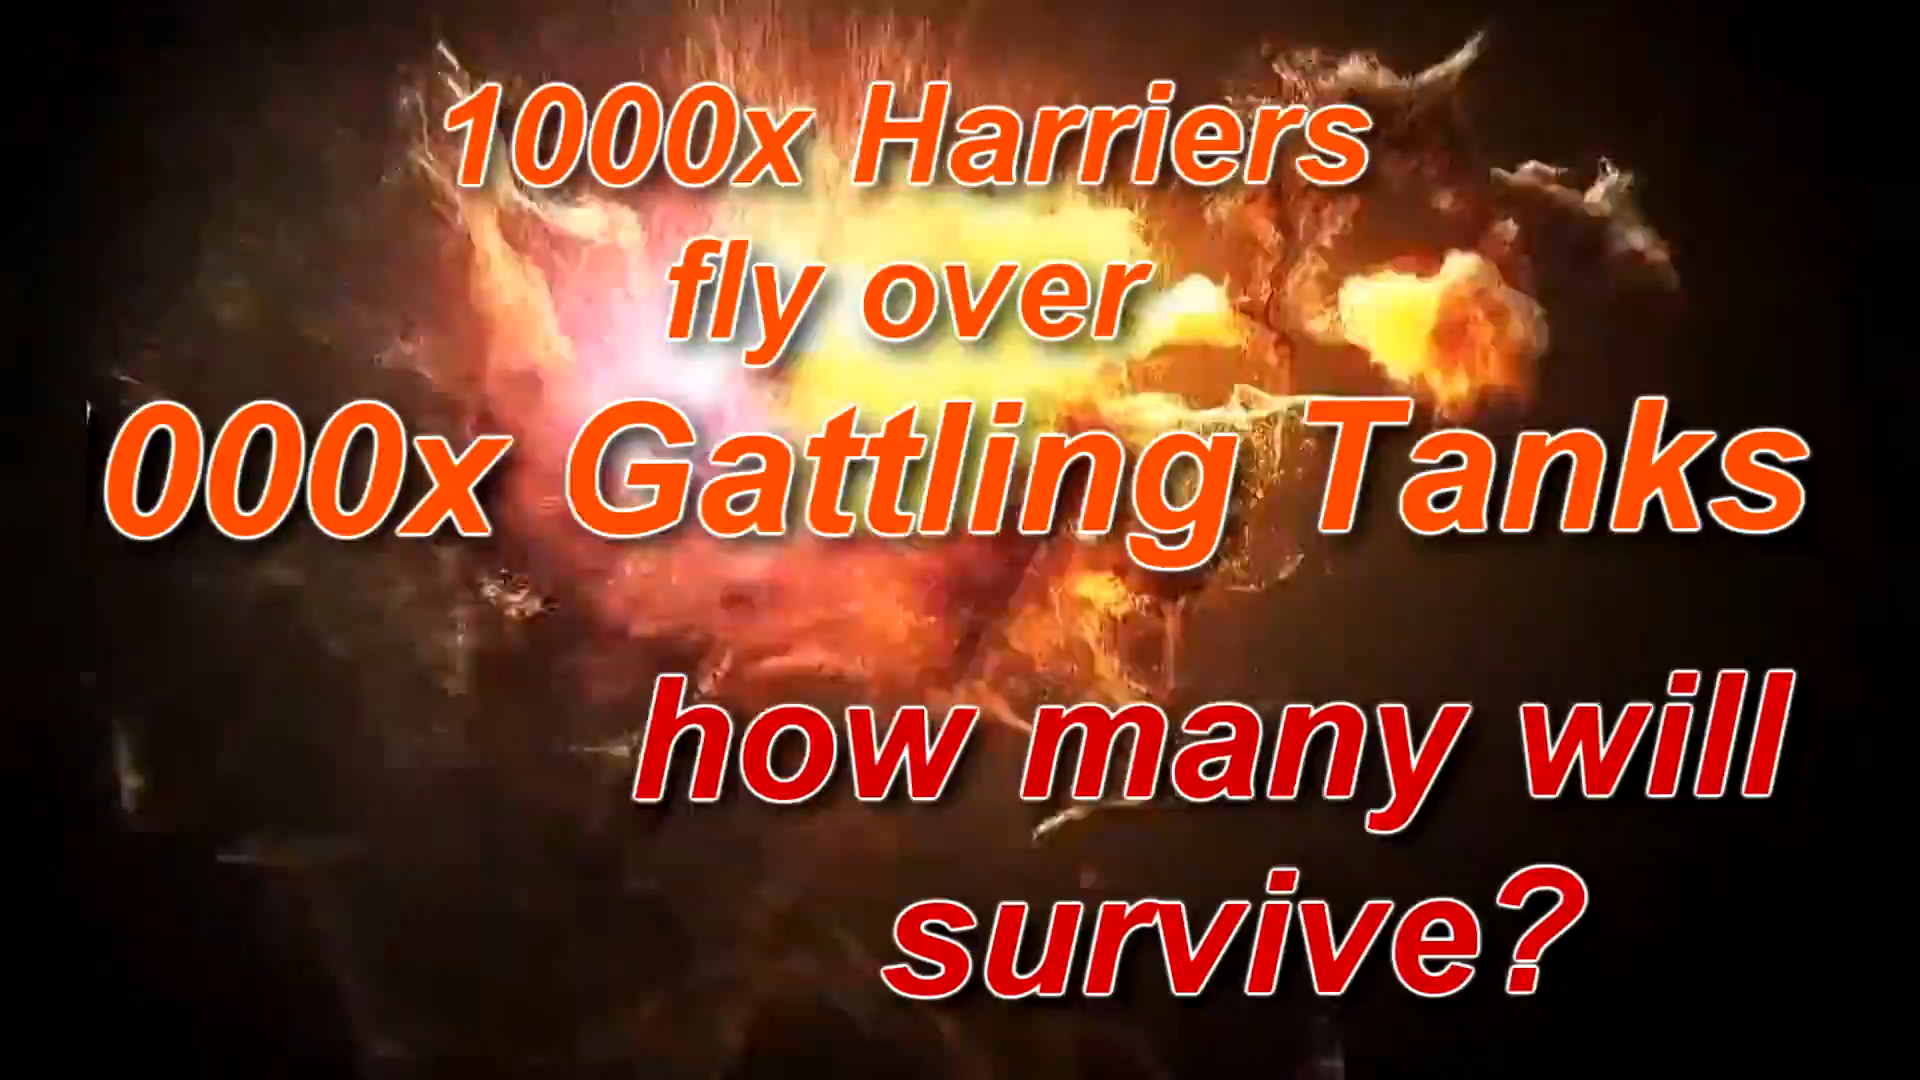 1000x Harriers
fly over
000x Gattling Tanks
how many will
survive?